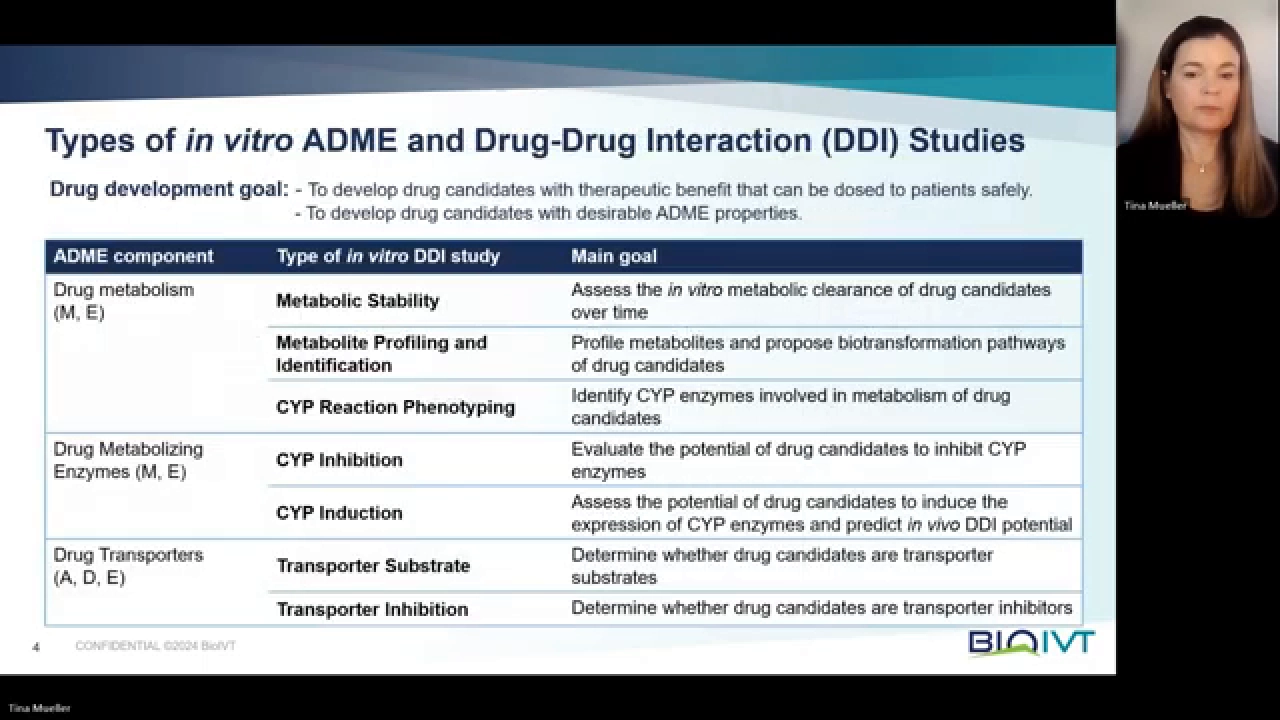 Types of in vitro ADME and Drug-Drug Interaction (DDI) Studies
Drug development goal: - To develop drug candidates with therapeutic benefit that can be dosed to patients safely.
- To develop drug candidates with desirable ADME properties.
ADME component Type of in vitro DDI study Main goal
Drug metabolism
(M, E)
Metabolic Stability
Assess the in vitro metabolic clearance of drug candidates
over time
Metabolite Profiling and
Identification
Profile metabolites and propose biotransformation pathways
of drug candidates
CYP Reaction Phenotyping
Identify CYP enzymes involved in metabolism of drug
candidates
Drug Metabolizing
Enzymes (M, E)
CYP Inhibition
Evaluate the potential of drug candidates to inhibit CYP
enzymes
CYP Induction
Assess the potential of drug candidates to induce the
expression of CYP enzymes and predict in vivo DDI potential
Drug Transporters
(A, D, E)
Transporter Substrate
Determine whether drug candidates are transporter
substrates
Transporter Inhibition
Determine whether drug candidates are transporter inhibitors
4 CONFIDENTIAL ©2024 BioIVT
BIOIVT
Tina Mueller
Tina Mueller